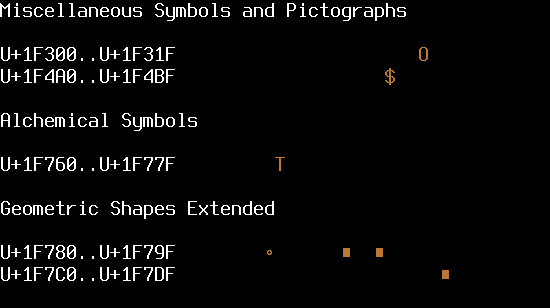 Miscellaneous Symbols and Pictographs
U+1F300..U+1F31F O
U+1F4A0..U+1F4BF $
Alchemical Symbols
U+1F760..U+1F77F T
Geometric Shapes Extended
U+1F780..U+1F79F ∘ ■ ■
U+1F7C0..U+1F7DF ■